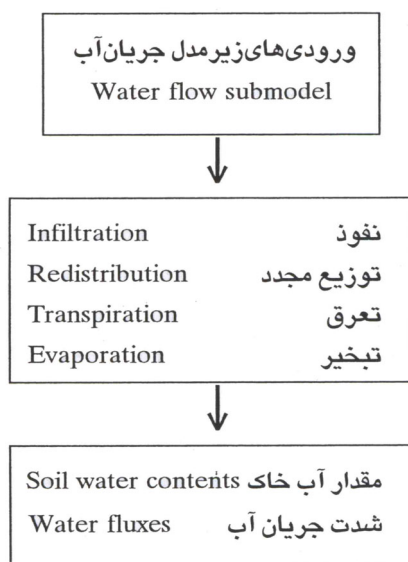 ورودی‌های‌زیرمدل جریان‌آب
Water flow submodel
Infiltration نفوذ
Redistribution توزیع مجدد
Transpiration تعرق
Evaporation تبخیر
Soil water contents مقدار آب خاک
Water fluxes شدت جریان آب